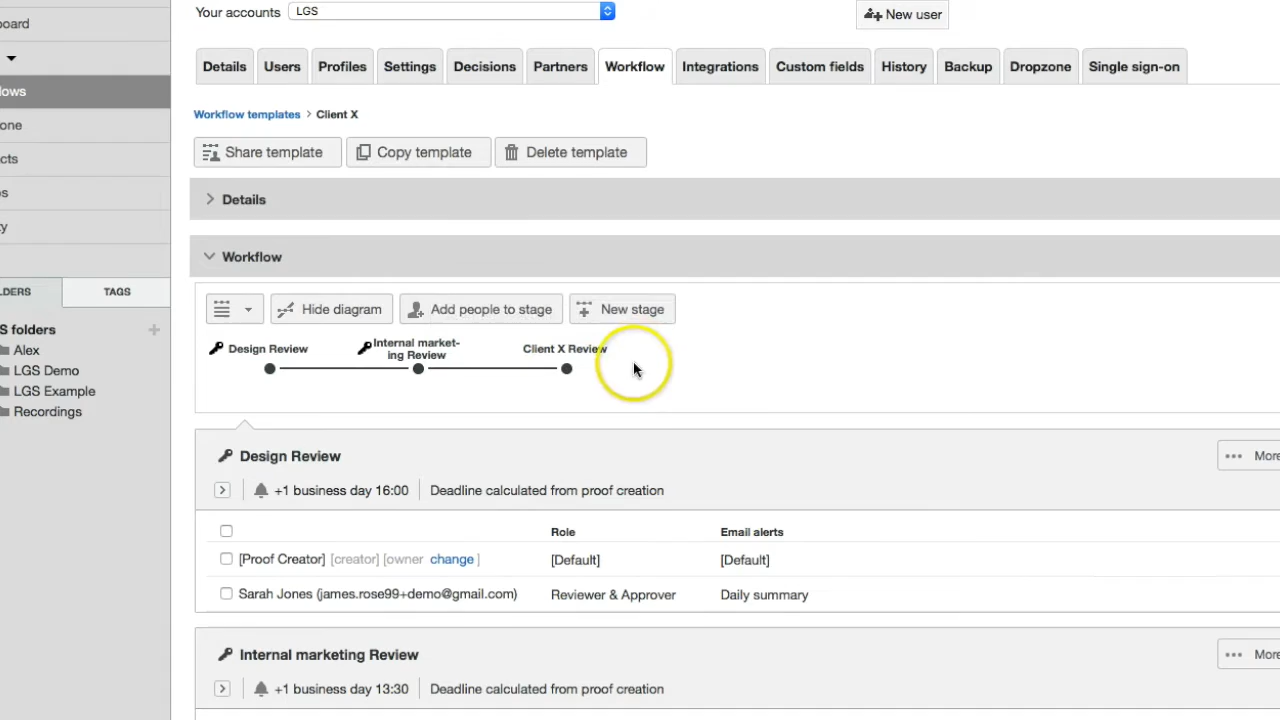 board
Your accounts LGS New user
Details Users Profiles Settings Decisions Partners Workflow Integrations Custom fields History Backup Dropzone Single sign-on
lows
Workflow templates > Client X
one
Share template Copy template Delete template
cts
s
Details
ty
Workflow
LDERS TAGS
Hide diagram Add people to stage New stage
S folders +
Alex
LGS Demo
LGS Example
Recordings
Design Review
Internal market-
ing Review
Client X Review
Design Review
... More
+1 business day 16:00 Deadline calculated from proof creation
Role Email alerts
[Proof Creator] [creator] [owner change ] [Default] [Default]
Sarah Jones (james.rose99+demo@gmail.com) Reviewer & Approver Daily summary
Internal marketing Review
... More
+1 business day 13:30 Deadline calculated from proof creation